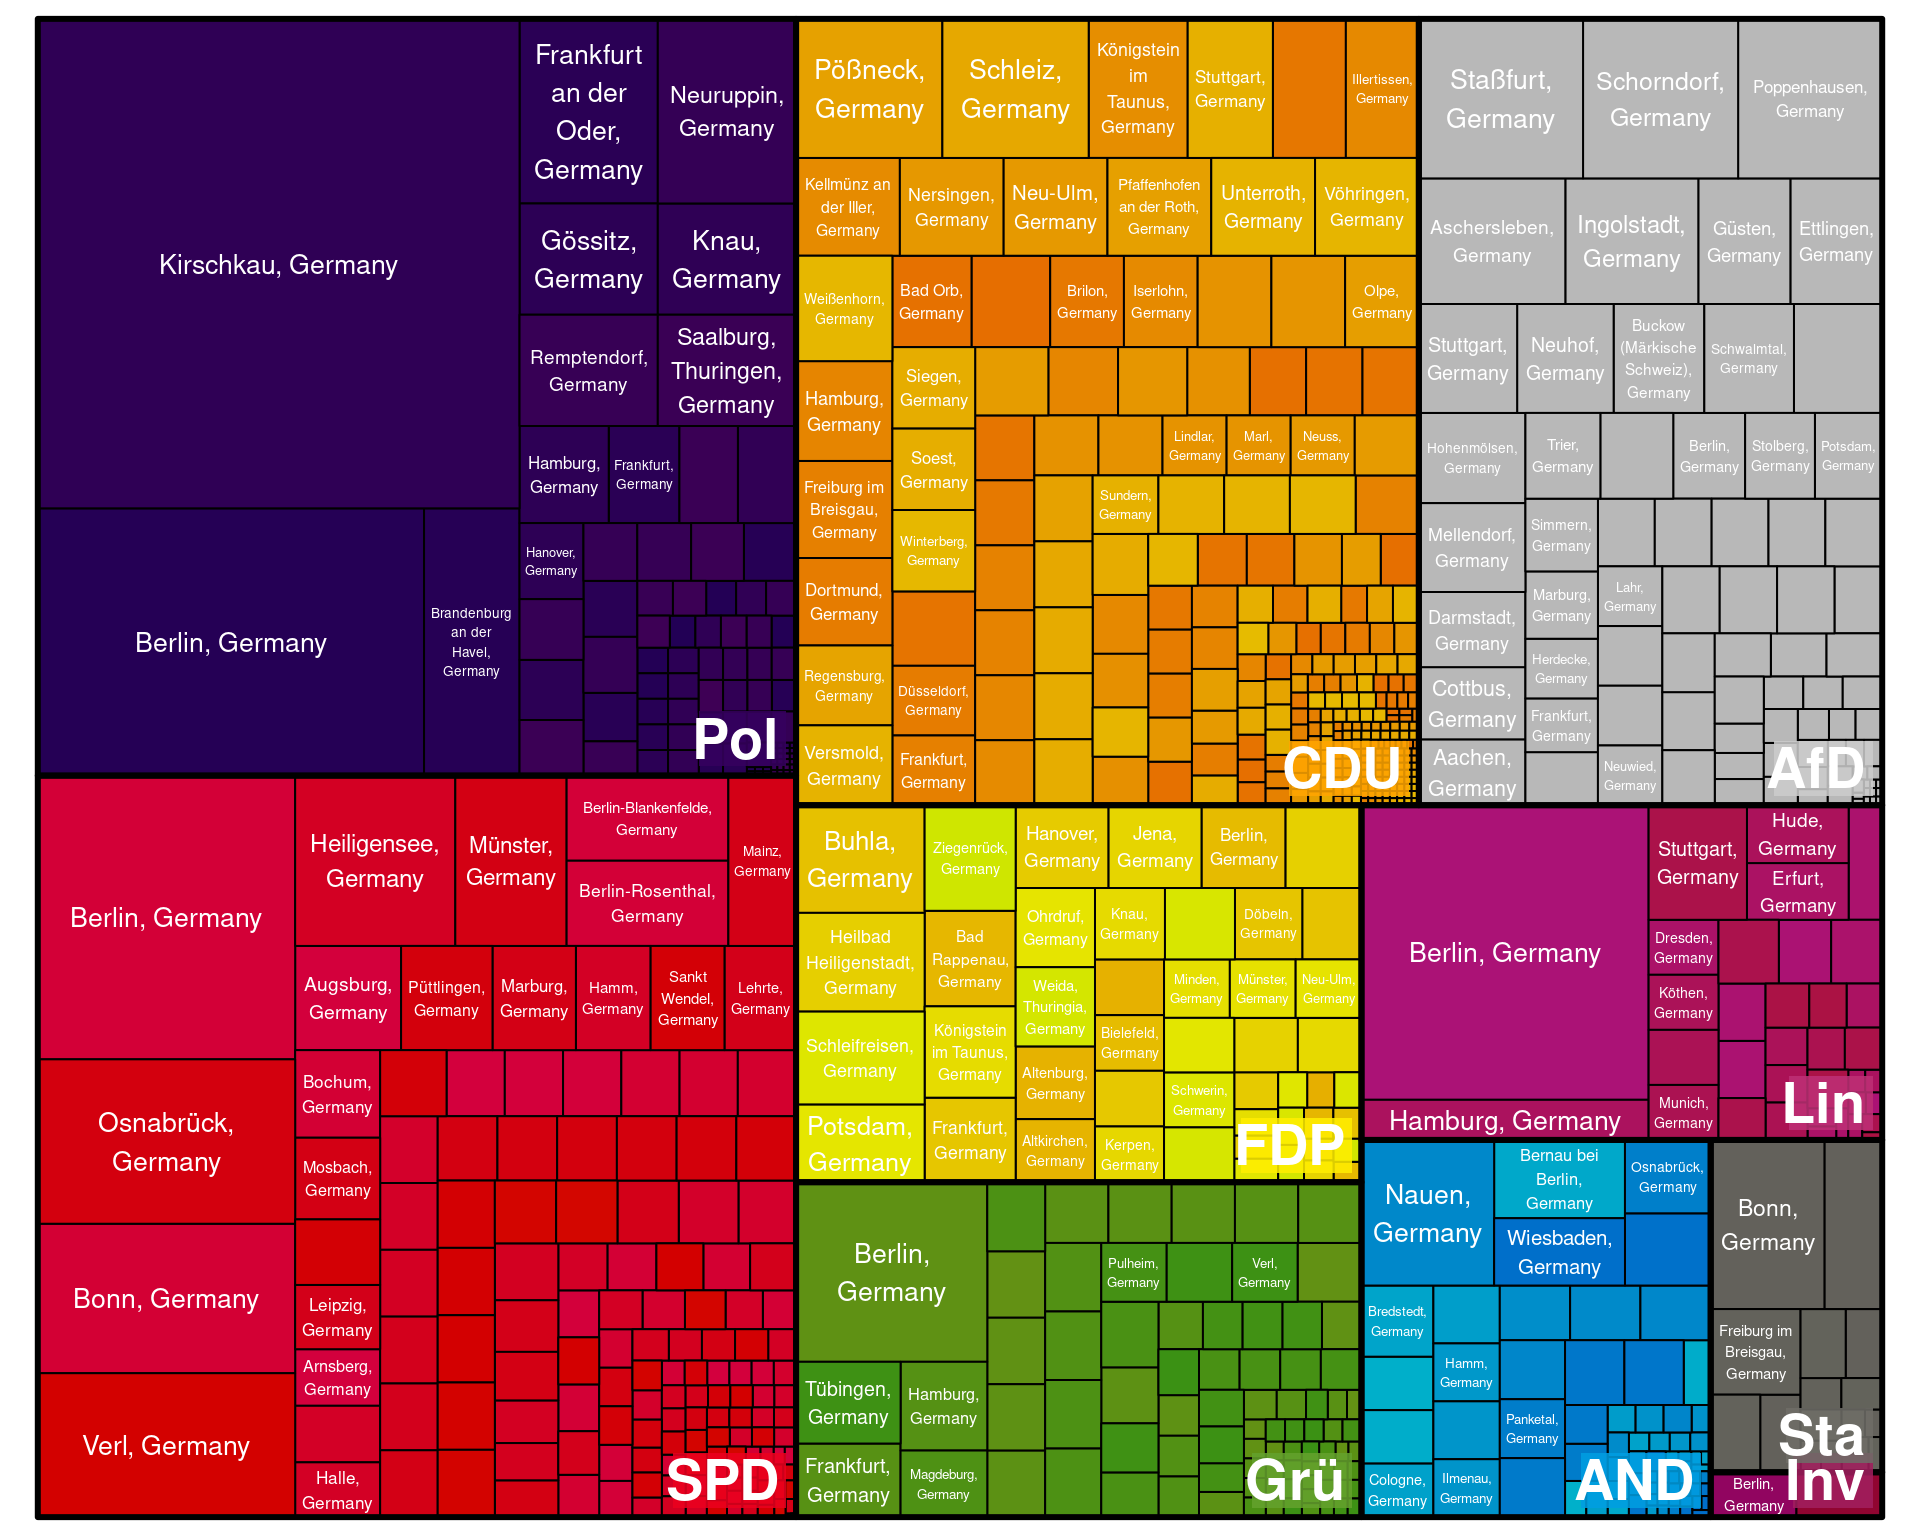 Kirschkau, Germany
Berlin, Germany
Brandenburg
an der
Havel,
Germany
Frankfurt
an der
Oder,
Germany
Neuruppin,
Germany
Gössitz,
Germany
Knau,
Germany
Remptendorf,
Germany
Saalburg,
Thuringen,
Germany
Hamburg,
Germany
Frankfurt,
Germany
Hanover,
Germany
Pol
Pößneck,
Germany
Schleiz,
Germany
Königstein
im
Taunus,
Germany
Stuttgart,
Germany
Illertissen,
Germany
Kellmünz an
der Iller,
Germany
Nersingen,
Germany
Neu-Ulm,
Germany
Pfaffenhofen
an der Roth,
Germany
Unterroth,
Germany
Vöhringen,
Germany
Weißenhorn,
Germany
Bad Orb,
Germany
Brilon,
Germany
Iserlohn,
Germany
Olpe,
Germany
Hamburg,
Germany
Siegen,
Germany
Soest,
Germany
Lindlar,
Germany
Marl,
Germany
Neuss,
Germany
Freiburg im
Breisgau,
Germany
Sundern,
Germany
Winterberg,
Germany
Dortmund,
Germany
Regensburg,
Germany
Düsseldorf,
Germany
Versmold,
Germany
Frankfurt,
Germany
CDU
Staßfurt,
Germany
Schorndorf,
Germany
Poppenhausen,
Germany
Aschersleben,
Germany
Ingolstadt,
Germany
Güsten,
Germany
Ettlingen,
Germany
Stuttgart,
Germany
Neuhof,
Germany
Buckow
(Märkische
Schweiz),
Germany
Schwalmtal,
Germany
Hohenmölsen,
Germany
Trier,
Germany
Berlin,
Germany
Stolberg,
Germany
Potsdam,
Germany
Mellendorf,
Germany
Simmern,
Germany
Darmstadt,
Germany
Marburg,
Germany
Lahr,
Germany
Herdecke,
Germany
Cottbus,
Germany
Frankfurt,
Germany
Aachen,
Germany
Neuwied,
Germany
AfD
Berlin, Germany
Osnabrück,
Germany
Bonn, Germany
Verl, Germany
Heiligensee,
Germany
Münster,
Germany
Berlin-Blankenfelde,
Germany
Berlin-Rosenthal,
Germany
Mainz,
Germany
Augsburg,
Germany
Püttlingen,
Germany
Marburg,
Germany
Hamm,
Germany
Sankt
Wendel,
Germany
Lehrte,
Germany
Bochum,
Germany
Mosbach,
Germany
Leipzig,
Germany
Arnsberg,
Germany
Halle,
Germany
SPD
Buhla,
Germany
Ziegenrück,
Germany
Hanover,
Germany
Jena,
Germany
Berlin,
Germany
Heilbad
Heiligenstadt,
Germany
Bad
Rappenau,
Germany
Ohrdruf,
Germany
Knau,
Germany
Döbeln,
Germany
Weida,
Thuringia,
Germany
Minden,
Germany
Münster,
Germany
Neu-Ulm,
Germany
Schleifreisen,
Germany
Königstein
im Taunus,
Germany
Bielefeld,
Germany
Altenburg,
Germany
Schwerin,
Germany
Potsdam,
Germany
Frankfurt,
Germany
Altkirchen,
Germany
Kerpen,
Germany
FDP
Berlin, Germany
Hamburg, Germany
Stuttgart,
Germany
Hude,
Germany
Erfurt,
Germany
Dresden,
Germany
Köthen,
Germany
Munich,
Germany
Lin
Berlin,
Germany
Pulheim,
Germany
Verl,
Germany
Tübingen,
Germany
Hamburg,
Germany
Frankfurt,
Germany
Magdeburg,
Germany
Grü
Nauen,
Germany
Bernau bei
Berlin,
Germany
Osnabrück,
Germany
Wiesbaden,
Germany
Bredstedt,
Germany
Hamm,
Germany
Panketal,
Germany
Cologne,
Germany
Ilmenau,
Germany
AND
Bonn,
Germany
Freiburg im
Breisgau,
Germany
Sta
Berlin,
Germany
Inv